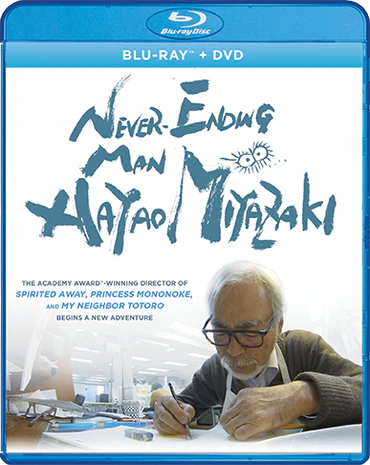 Blu-ray Disc
BLU-RAY™ + DVD
NEVER-ENDING
MAN
HAYAO MIYAZAKI
THE ACADEMY AWARD®-WINNING DIRECTOR OF
SPIRITED AWAY, PRINCESS MONONOKE,
AND MY NEIGHBOR TOTORO
BEGINS A NEW ADVENTURE